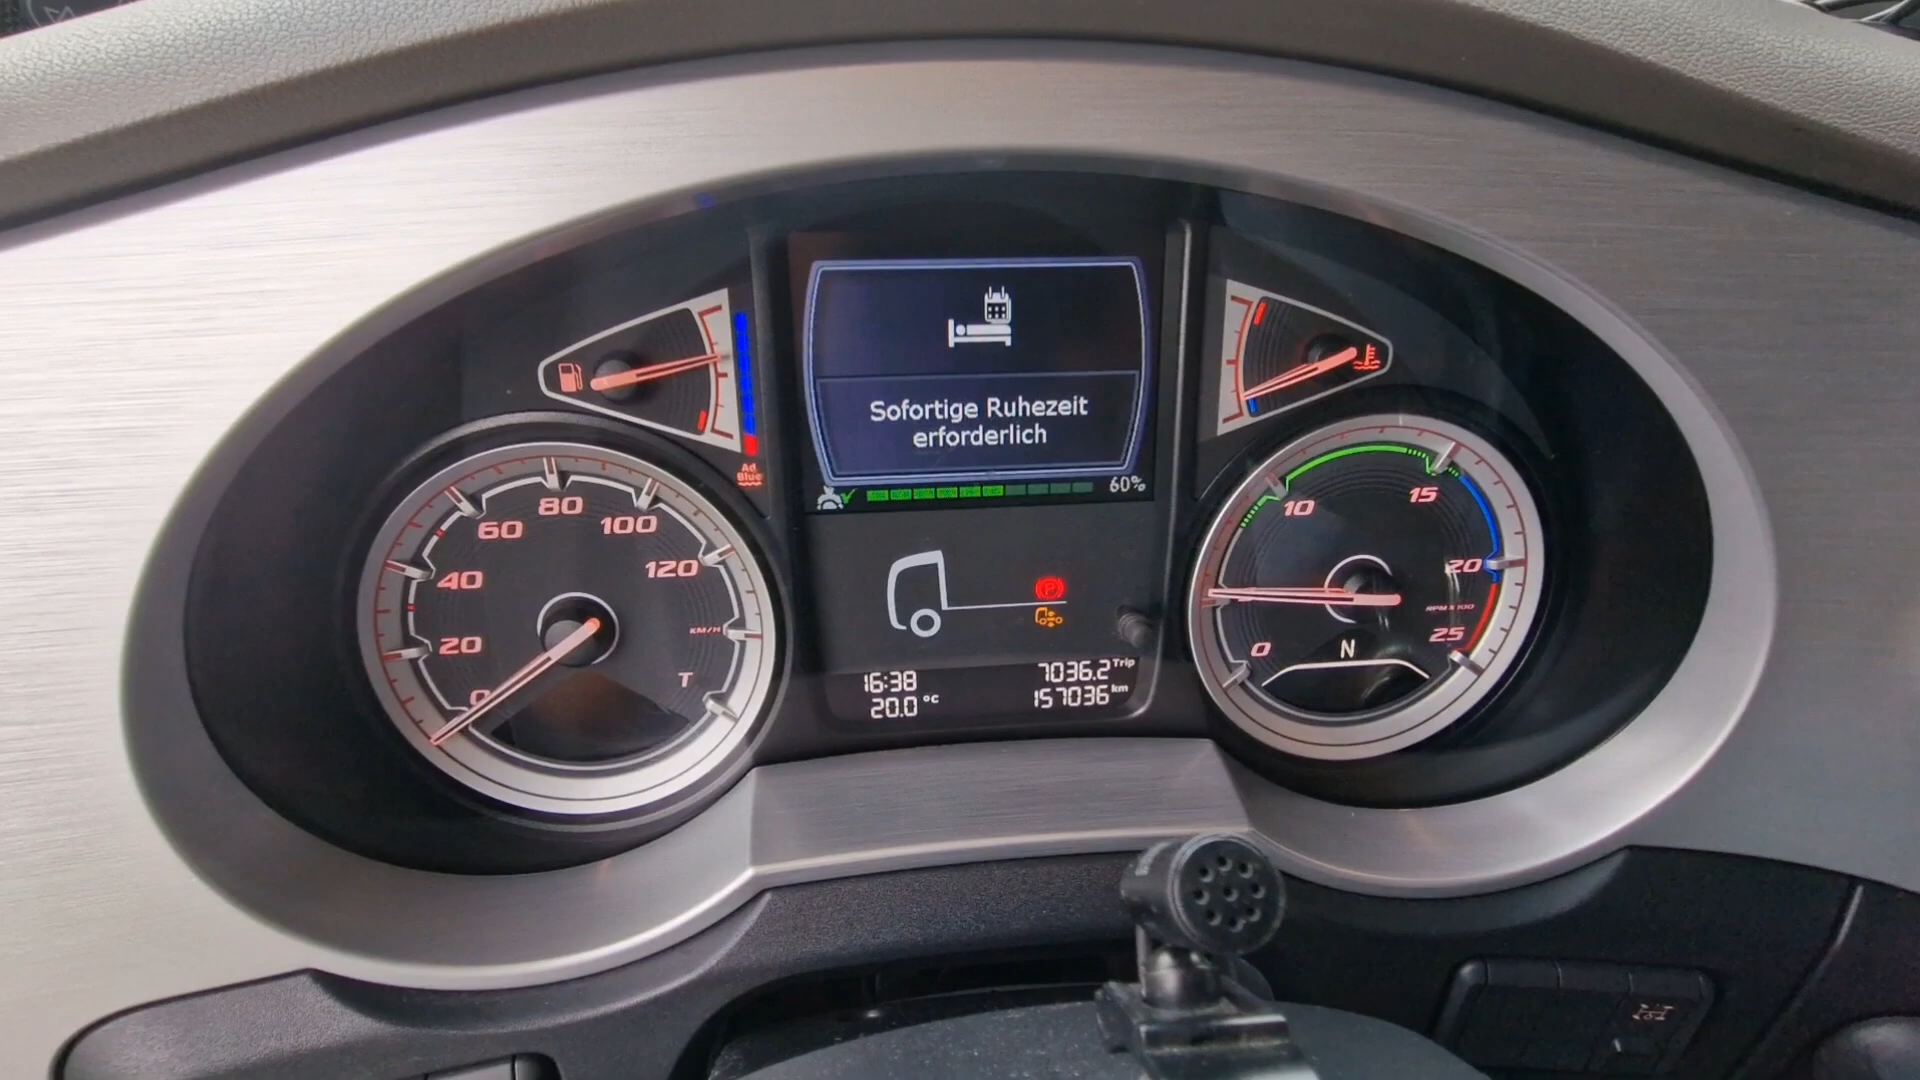 Sofortige Ruhezeit
erforderlich
60%
Ad
Blue
0
20
40
60
80
100
120
KM/H
T
P
16:38
20.0 °C
7036.2 Trip
157036 km
0
10
15
20
25
RPM x 100
N